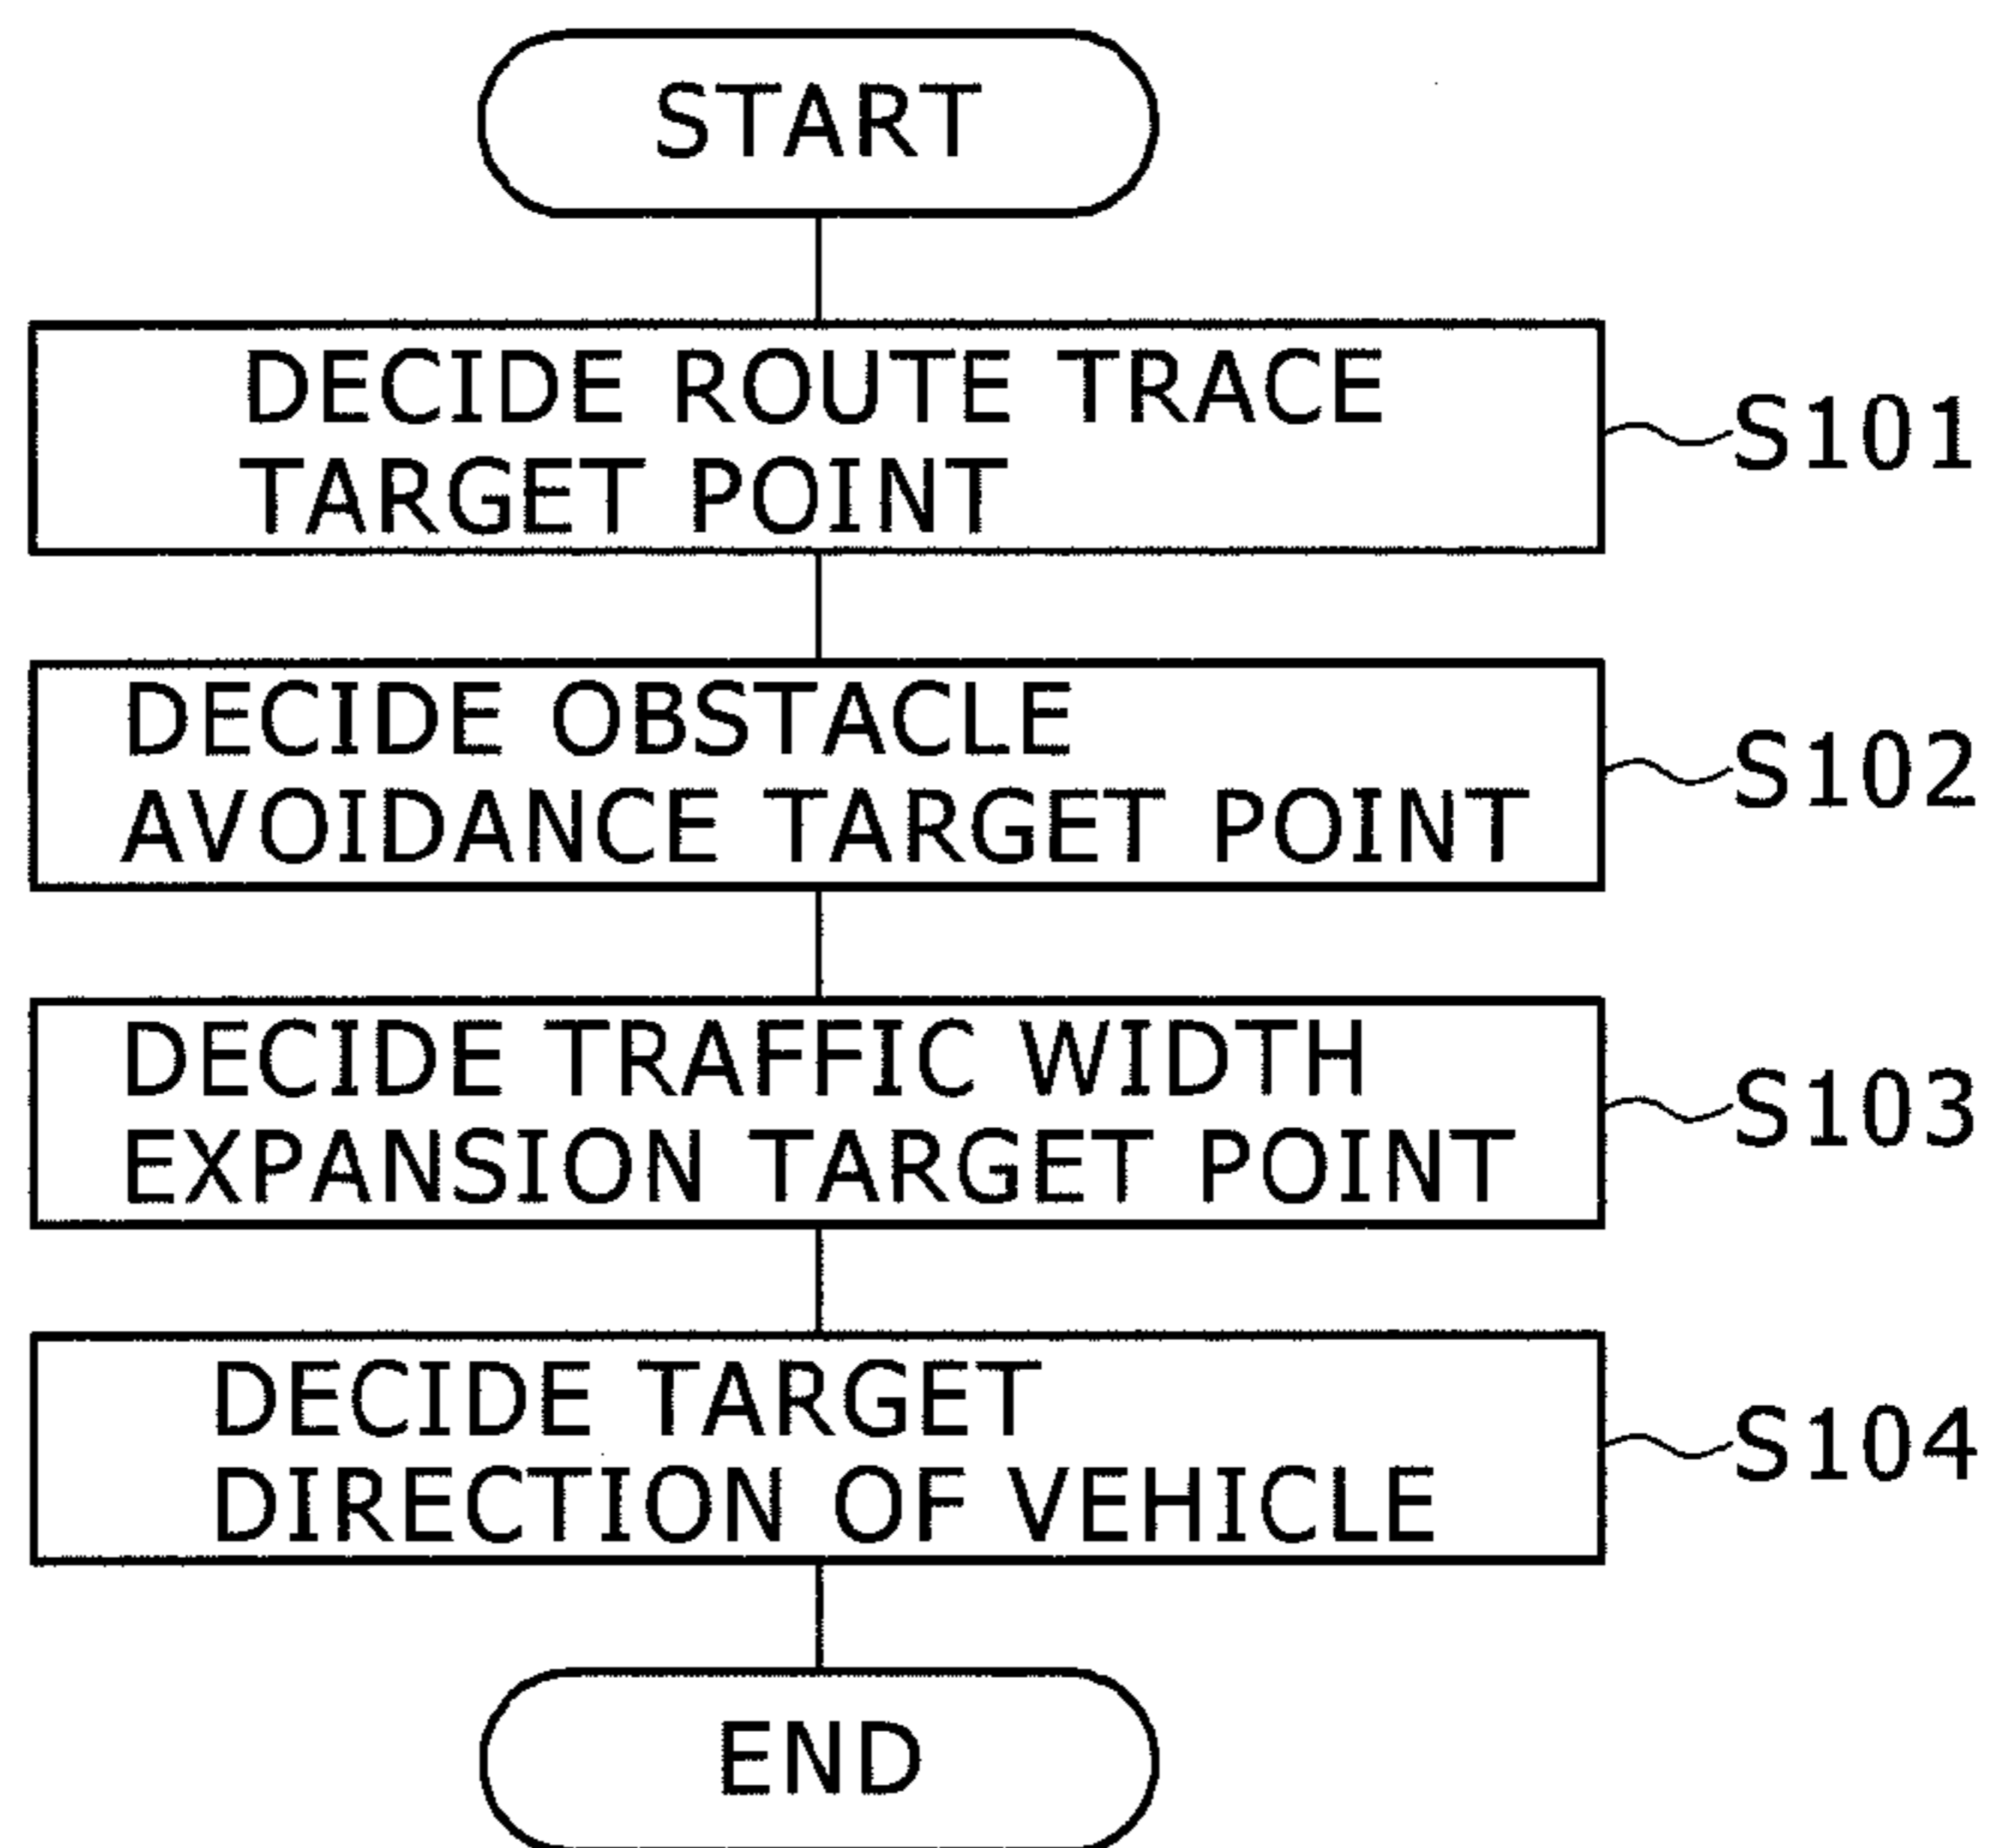 START
DECIDE ROUTE TRACE
TARGET POINT
S101
DECIDE OBSTACLE
AVOIDANCE TARGET POINT
S102
DECIDE TRAFFIC WIDTH
EXPANSION TARGET POINT
S103
DECIDE TARGET
DIRECTION OF VEHICLE
S104
END